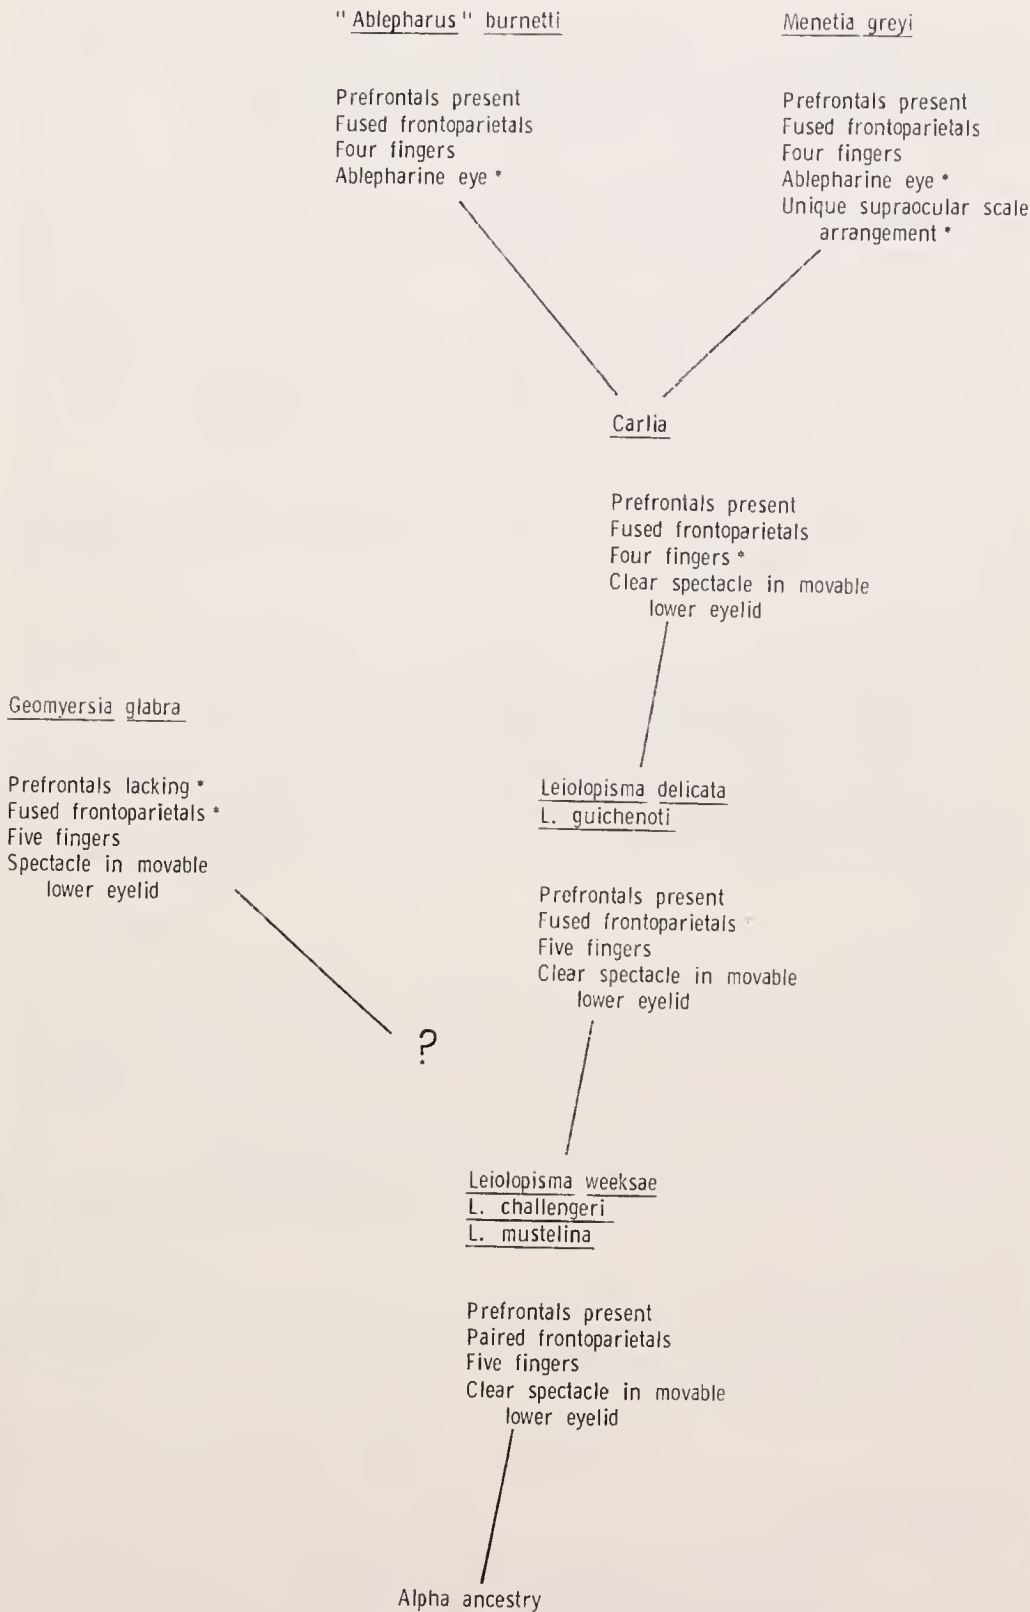 "Ablepharus" burnetti
Prefrontals present
Fused frontoparietals
Four fingers
Ablepharine eye *
Menetia greyi
Prefrontals present
Fused frontoparietals
Four fingers
Ablepharine eye *
Unique supraocular scale
arrangement *
Carlia
Prefrontals present
Fused frontoparietals
Four fingers *
Clear spectacle in movable
lower eyelid
Geomyersia glabra
Prefrontals lacking *
Fused frontoparietals *
Five fingers
Spectacle in movable
lower eyelid
?
Leiolopisma delicata
L. guichenoti
Prefrontals present
Fused frontoparietals
Five fingers
Clear spectacle in movable
lower eyelid
Leiolopisma weeksae
L. challengeri
L. mustelina
Prefrontals present
Paired frontoparietals
Five fingers
Clear spectacle in movable
lower eyelid
Alpha ancestry